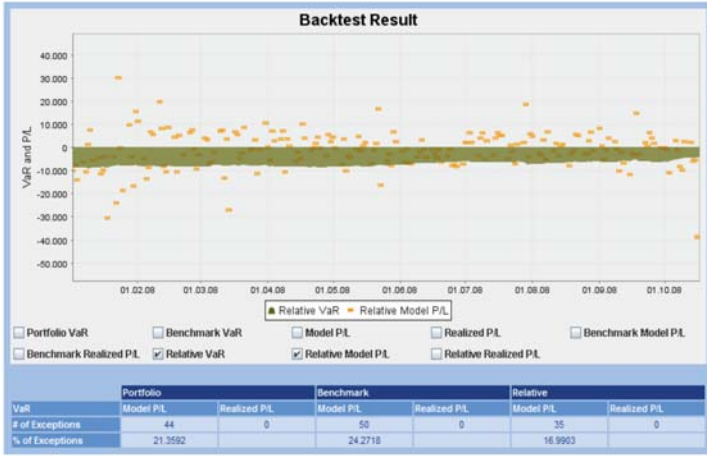 Backtest Result
VaR and P/L
40.000
30.000
20.000
10.000
0
-10.000
-20.000
-30.000
-40.000
-50.000
01.02.08 01.03.08 01.04.08 01.05.08 01.06.08 01.07.08 01.08.08 01.09.08 01.10.08
Relative VaR Relative Model P/L
Portfolio VaR Benchmark VaR Model P/L Realized P/L Benchmark Model P/L
Benchmark Realized P/L Relative VaR Relative Model P/L Relative Realized P/L
Portfolio Benchmark Relative
VaR Model P/L Realized P/L Model P/L Realized P/L Model P/L Realized P/L
# of Exceptions 44 0 50 0 35 0
% of Exceptions 21.3592 24.2718 16.9903